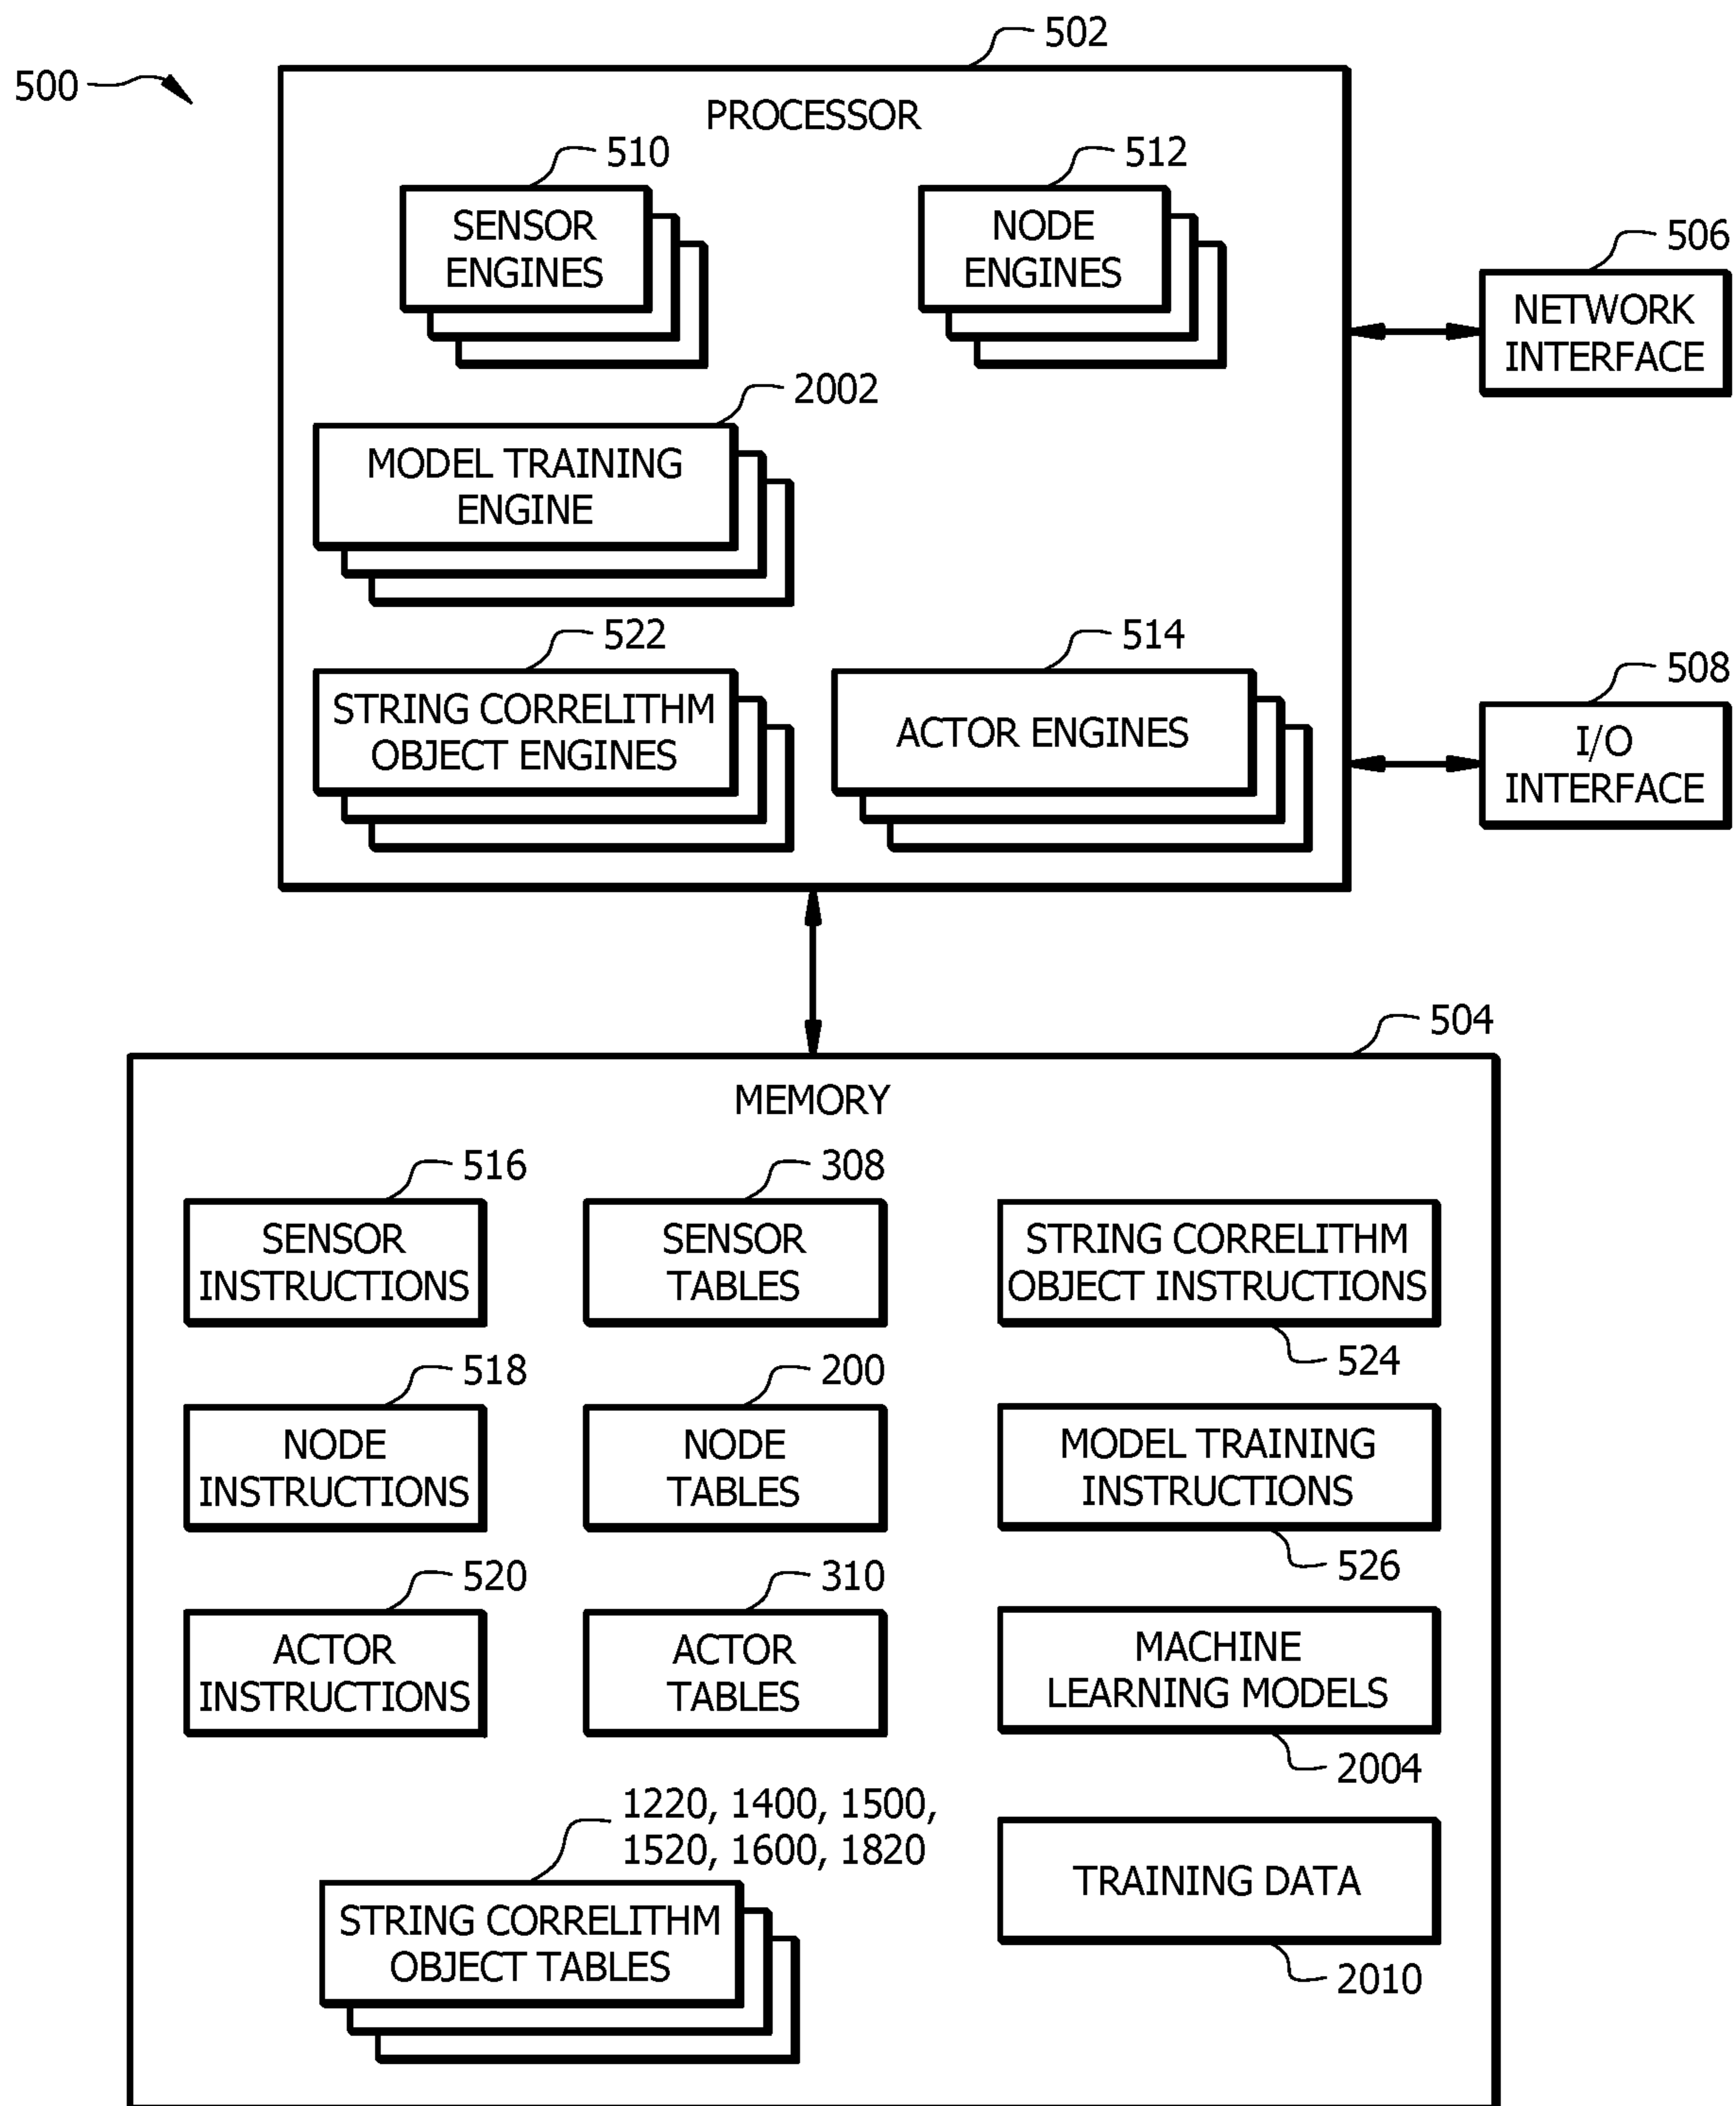 502
500
PROCESSOR
510
512
SENSOR
ENGINES
NODE
ENGINES
506
NETWORK
INTERFACE
2002
MODEL TRAINING
ENGINE
522
514
508
STRING CORRELITHM
OBJECT ENGINES
ACTOR ENGINES
I/O
INTERFACE
504
MEMORY
516
308
SENSOR
INSTRUCTIONS
SENSOR
TABLES
STRING CORRELITHM
OBJECT INSTRUCTIONS
524
518
200
NODE
INSTRUCTIONS
NODE
TABLES
MODEL TRAINING
INSTRUCTIONS
526
520
310
ACTOR
INSTRUCTIONS
ACTOR
TABLES
MACHINE
LEARNING MODELS
2004
1220, 1400, 1500,
1520, 1600, 1820
STRING CORRELITHM
OBJECT TABLES
TRAINING DATA
2010